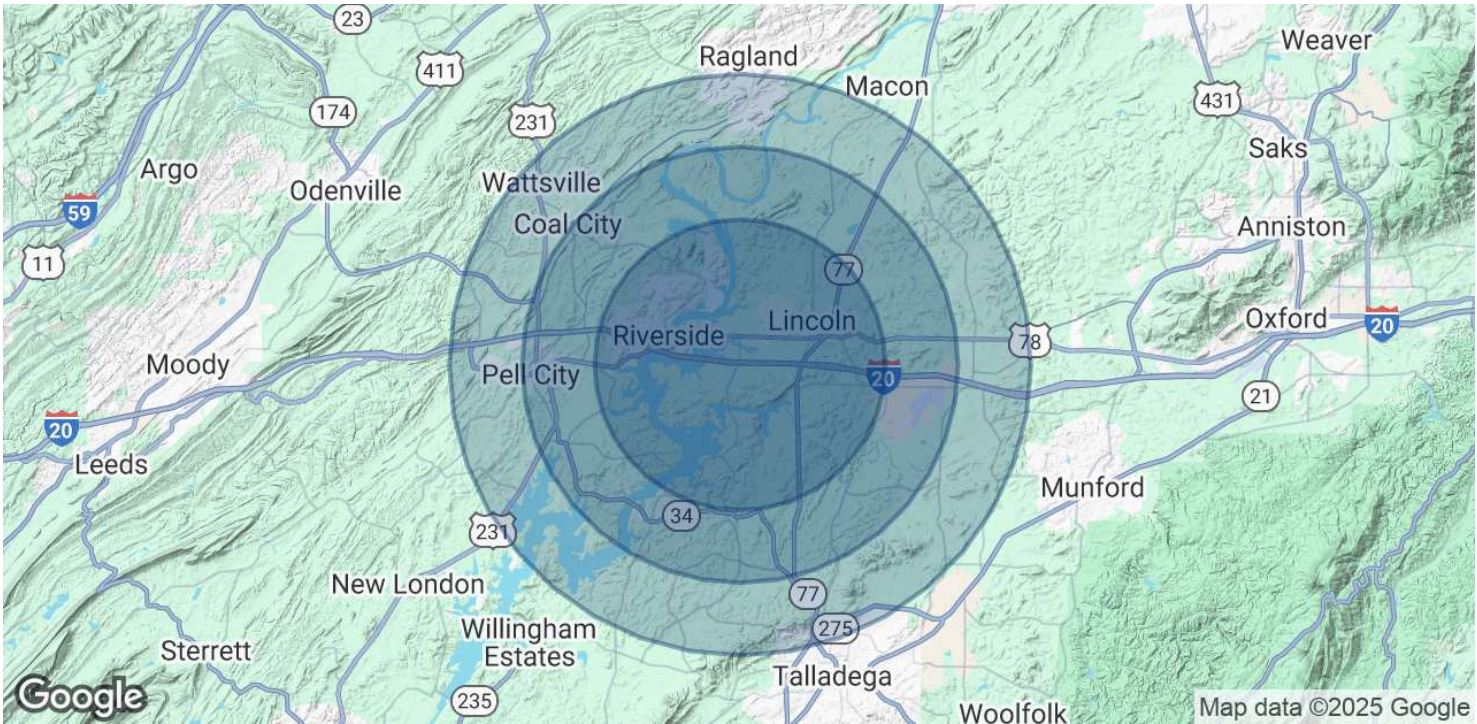 23
Ragland
Weaver
411
Macon
431
174
231
Saks
Argo
Wattsville
Odenville
59
Coal City
Anniston
11
77
Lincoln
Oxford
20
Riverside
78
Moody
Pell City
20
21
20
Leeds
Munford
34
231
New London
77
Willingham
Estates
275
Sterrett
Talladega
235
Woolfolk
Google
Map data ©2025 Google